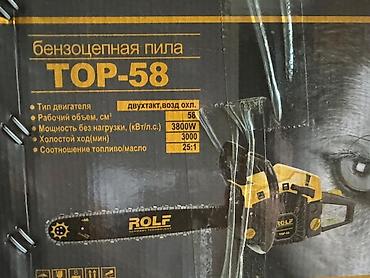 бензоцепная пила
TOP-58
• Тип двигателя двухтакт,возд охл.
• Рабочий объем, см³ 58
• Мощность без нагрузки, (кВт/л.с.) 3800W
• Холостой ход(мин) 3000
• Соотношение топливо/масло 25:1
ROLF
ROLF